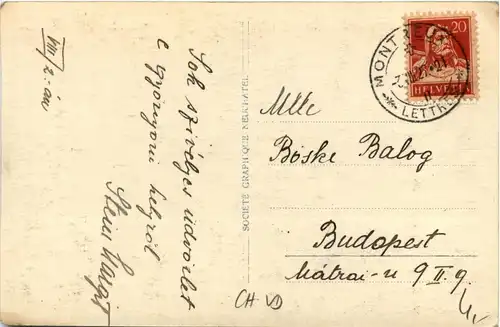 VIII/2.-án
Sok szívélyes üdvözlet
e gyönyörű helyről
SOCIÉTÉ GRAPHIQUE NEUCHATEL
20
HELVETIA
MONTREUX
LETTRES
Mlle
Böske Balog
Budapest
Mátrai-u 9 II 9.
CH VD